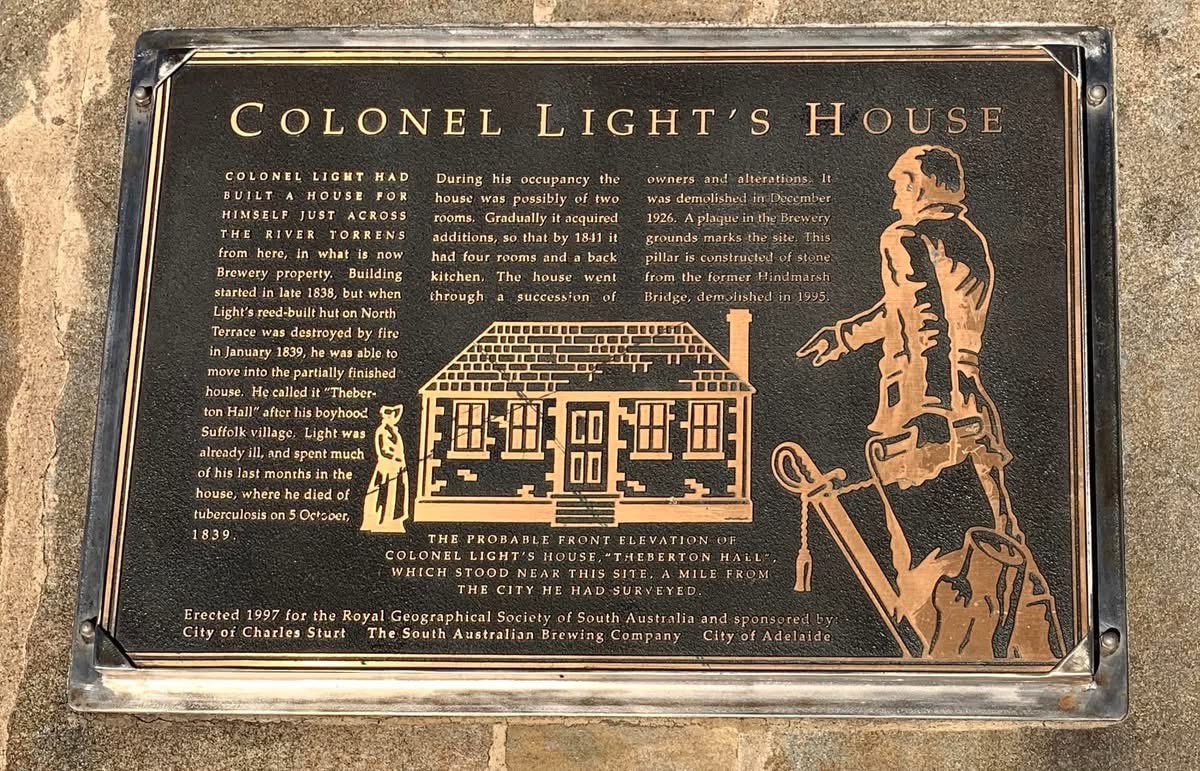 COLONEL LIGHT'S HOUSE
COLONEL LIGHT HAD
BUILT A HOUSE FOR
HIMSELF JUST ACROSS
THE RIVER TORRENS
from here, in what is now
Brewery property. Building
started in late 1838, but when
Light's reed-built hut on North
Terrace was destroyed by fire
in January 1839, he was able to
move into the partially finished
house. He called it "Theber-
ton Hall" after his boyhood
Suffolk village. Light was
already ill, and spent much
of his last months in the
house, where he died of
tuberculosis on 5 October,
1839.
During his occupancy the
house was possibly of two
rooms. Gradually it acquired
additions, so that by 1841 it
had four rooms and a back
kitchen. The house went
through a succession of
owners and alterations. It
was demolished in December
1926. A plaque in the Brewery
grounds marks the site. This
pillar is constructed of stone
from the former Hindmarsh
Bridge, demolished in 1995.
THE PROBABLE FRONT ELEVATION OF
COLONEL LIGHT'S HOUSE, "THEBERTON HALL",
WHICH STOOD NEAR THIS SITE, A MILE FROM
THE CITY HE HAD SURVEYED.
Erected 1997 for the Royal Geographical Society of South Australia and sponsored by:
City of Charles Sturt The South Australian Brewing Company City of Adelaide